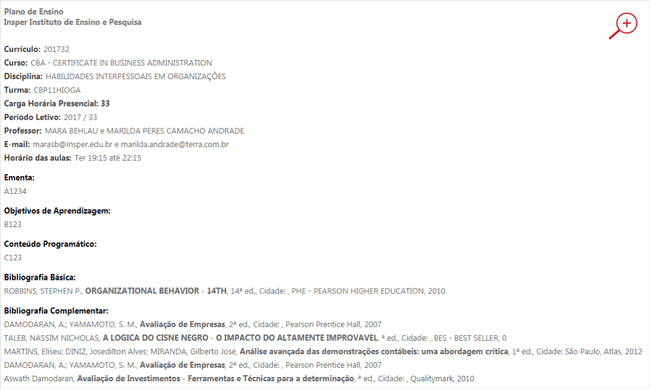 Plano de Ensino
Insper Instituto de Ensino e Pesquisa
Currículo: 201732
Curso: CBA - CERTIFICATE IN BUSINESS ADMINISTRATION
Disciplina: HABILIDADES INTERPESSOAIS EM ORGANIZAÇÕES
Turma: CBP11HIOGA
Carga Horária Presencial: 33
Período Letivo: 2017 / 33
Professor: MARA BEHLAU e MARILDA PERES CAMACHO ANDRADE
E-mail: marasb@insper.edu.br e marilda.andrade@terra.com.br
Horário das aulas: Ter 19:15 até 22:15
Ementa:
A1234
Objetivos de Aprendizagem:
B123
Conteúdo Programático:
C123
Bibliografia Básica:
ROBBINS, STEPHEN P., ORGANIZATIONAL BEHAVIOR - 14TH, 14ª ed., Cidade: , PHE - PEARSON HIGHER EDUCATION, 2010
Bibliografia Complementar:
DAMODARAN, A.; YAMAMOTO, S. M., Avaliação de Empresas, 2ª ed., Cidade: , Pearson Prentice Hall, 2007
TALEB, NASSIM NICHOLAS, A LOGICA DO CISNE NEGRO - O IMPACTO DO ALTAMENTE IMPROVAVEL, ª ed., Cidade: , BES - BEST SELLER, 0
MARTINS, Eliseu; DINIZ, Josedilton Alves; MIRANDA, Gilberto José, Análise avançada das demonstrações contábeis: uma abordagem crítica, 1ª ed., Cidade: São Paulo, Atlas, 2012
DAMODARAN, A.; YAMAMOTO, S. M., Avaliação de Empresas, 2ª ed., Cidade: , Pearson Prentice Hall, 2007
Aswath Damodaran, Avaliação de Investimentos - Ferramentas e Técnicas para a determinação, ª ed., Cidade: , Qualitymark, 2010